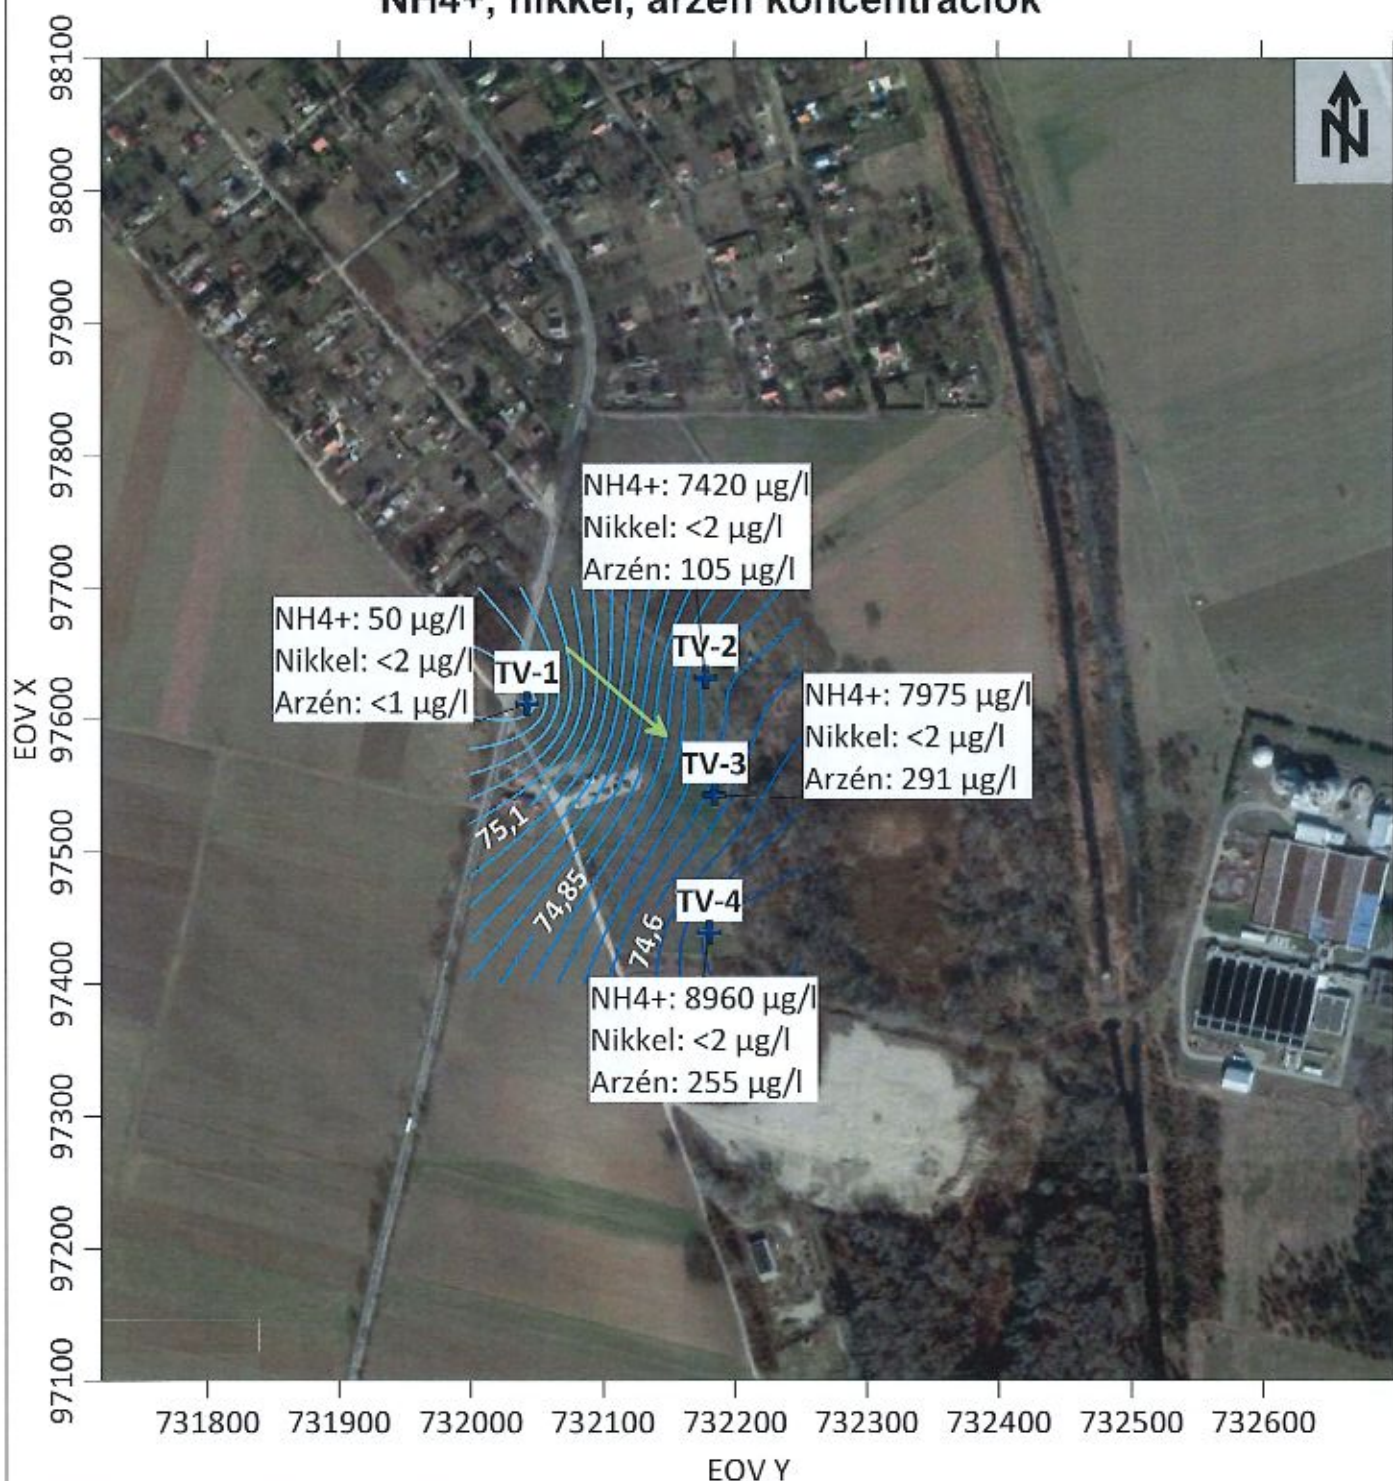 NH4+, nikkel, arzén koncentrációk
N
98100
98000
97900
97800
97700
97600
97500
97400
97300
97200
97100
EOV X
NH4+: 7420 µg/l
Nikkel: <2 µg/l
Arzén: 105 µg/l
NH4+: 50 µg/l
Nikkel: <2 µg/l
Arzén: <1 µg/l
TV-1
TV-2
NH4+: 7975 µg/l
Nikkel: <2 µg/l
Arzén: 291 µg/l
TV-3
75,1
74,85
74,6
TV-4
NH4+: 8960 µg/l
Nikkel: <2 µg/l
Arzén: 255 µg/l
731800
731900
732000
732100
732200
732300
732400
732500
732600
EOV Y